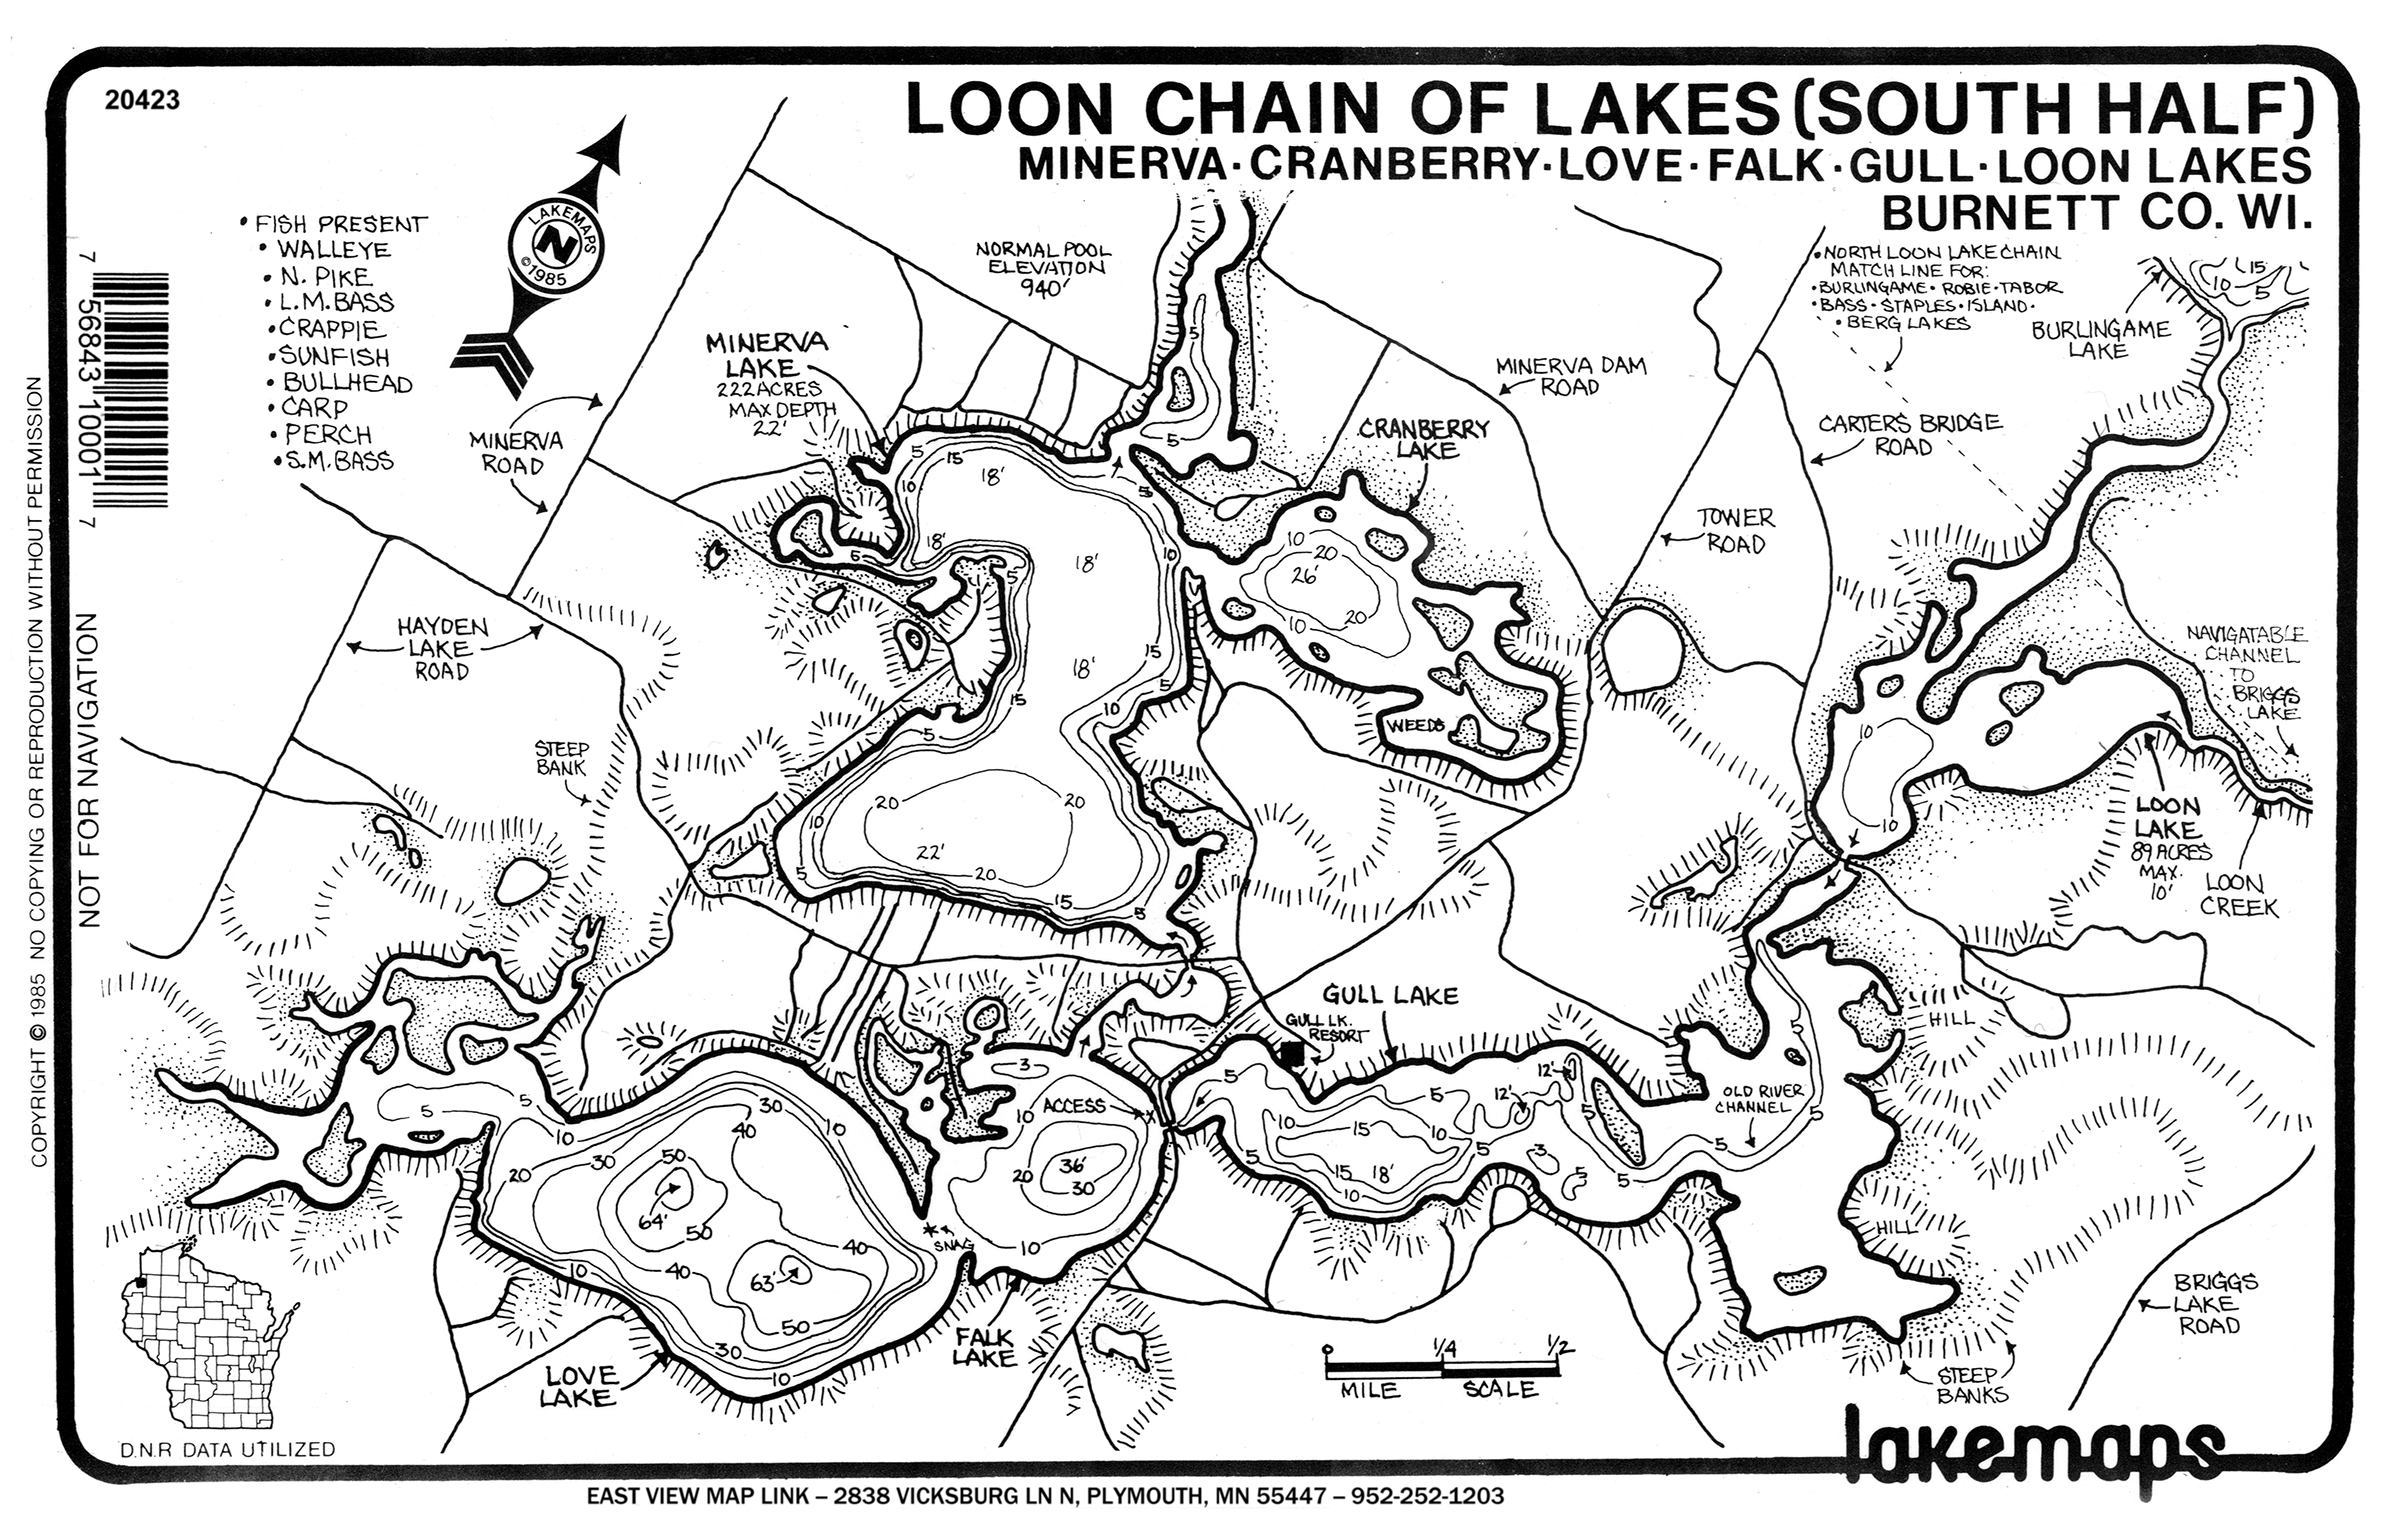 20423
LOON CHAIN OF LAKES (SOUTH HALF)
MINERVA · CRANBERRY · LOVE · FALK · GULL · LOON LAKES
BURNETT CO. WI.
• FISH PRESENT
• WALLEYE
• N. PIKE
• L.M. BASS
• CRAPPIE
• SUNFISH
• BULLHEAD
• CARP
• PERCH
• S.M. BASS
LAKEMAPS
N
©1985
7 56843 10001 7
NOT FOR NAVIGATION
COPYRIGHT © 1985 NO COPYING OR REPRODUCTION WITHOUT PERMISSION
NORMAL POOL
ELEVATION
940'
• NORTH LOON LAKE CHAIN
MATCH LINE FOR:
• BURLINGAME · ROBIE · TABOR
• BASS · STAPLES · ISLAND ·
• BERG LAKES
BURLINGAME
LAKE
15
10
5
MINERVA
LAKE
222 ACRES
MAX DEPTH
22'
MINERVA
ROAD
MINERVA DAM
ROAD
CRANBERRY
LAKE
CARTERS BRIDGE
ROAD
TOWER
ROAD
HAYDEN
LAKE
ROAD
STEEP
BANK
NAVIGATABLE
CHANNEL
TO
BRIGGS
LAKE
5
5
5
15
18'
10
5
18'
5
5
10
18'
18'
15
5
15
10
5
20
20
10
22'
20
5
15
5
10
20
26'
20
10
WEEDS
10
10
LOON
LAKE
89 ACRES
MAX.
10'
LOON
CREEK
GULL LAKE
GULL LK.
RESORT
HILL
OLD RIVER
CHANNEL
5
5
5
12'
12'
5
5
10
15
10
5
15
18'
10
5
3
5
5
5
3
10
ACCESS
36'
20
30
10
SNAG
5
5
10
30
10
40
20
30
50
64'
50
40
40
63'
10
50
30
10
FALK
LAKE
LOVE
LAKE
HILL
STEEP
BANKS
BRIGGS
LAKE
ROAD
0 1/4 1/2
MILE SCALE
D.N.R DATA UTILIZED
lakemaps
EAST VIEW MAP LINK – 2838 VICKSBURG LN N, PLYMOUTH, MN 55447 – 952-252-1203